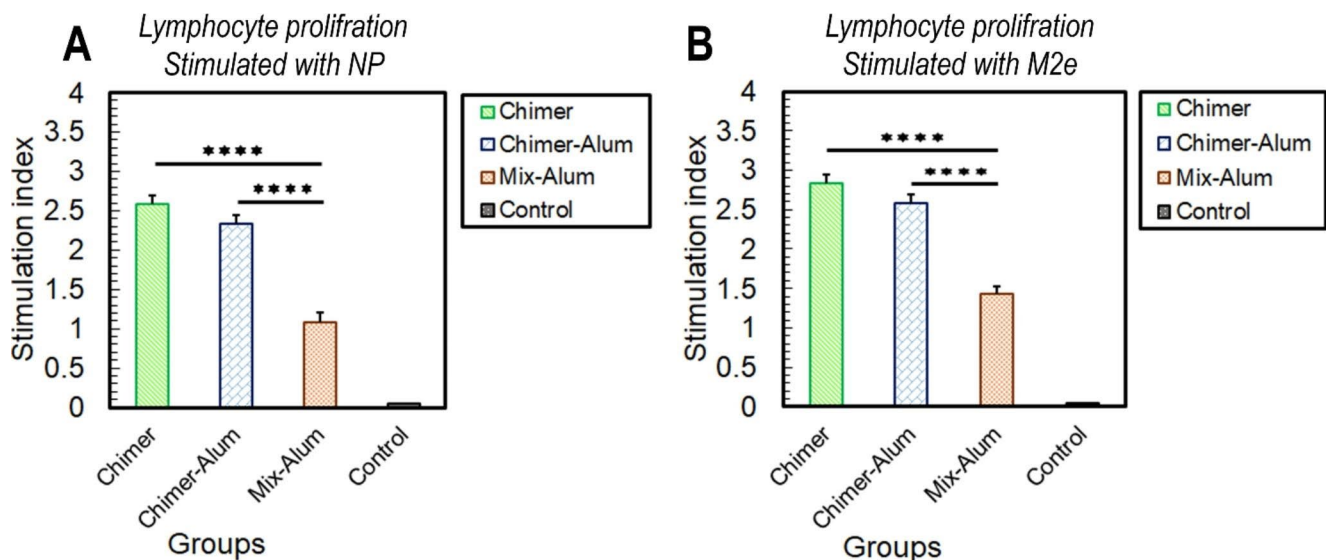 A
Lymphocyte prolifration
Stimulated with NP
Stimulation index
4
3.5
3
2.5
2
1.5
1
0.5
0
****
****
Chimer
Chimer-Alum
Mix-Alum
Control
Groups
Chimer
Chimer-Alum
Mix-Alum
Control
B
Lymphocyte prolifration
Stimulated with M2e
Stimulation index
4
3.5
3
2.5
2
1.5
1
0.5
0
****
****
Chimer
Chimer-Alum
Mix-Alum
Control
Groups
Chimer
Chimer-Alum
Mix-Alum
Control